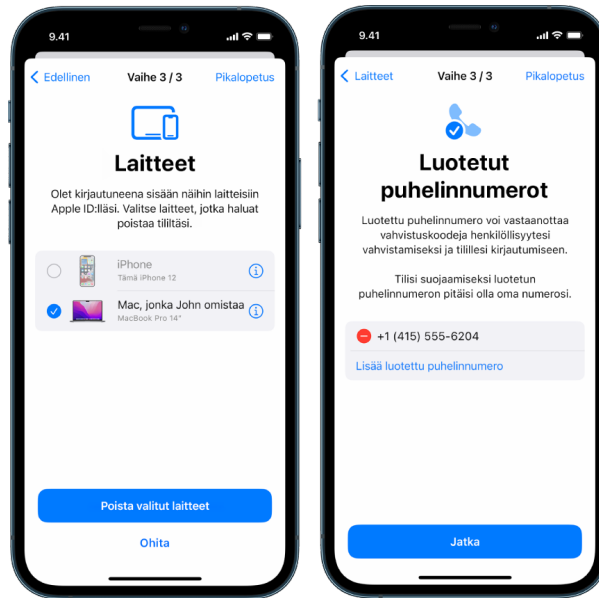 9.41
Edellinen
Vaihe 3 / 3
Pikalopetus
Laitteet
Olet kirjautuneena sisään näihin laitteisiin
Apple ID:lläsi. Valitse laitteet, jotka haluat
poistaa tililtäsi.
iPhone
Tämä iPhone 12
Mac, jonka John omistaa
MacBook Pro 14"
Poista valitut laitteet
Ohita
9.41
Laitteet
Vaihe 3 / 3
Pikalopetus
Luotetut
puhelinnumerot
Luotettu puhelinnumero voi vastaanottaa
vahvistuskoodeja henkilöllisyytesi
vahvistamiseksi ja tilillesi kirjautumiseen.
Tilisi suojaamiseksi luotetun
puhelinnumeron pitäisi olla oma numerosi.
+1 (415) 555-6204
Lisää luotettu puhelinnumero
Jatka